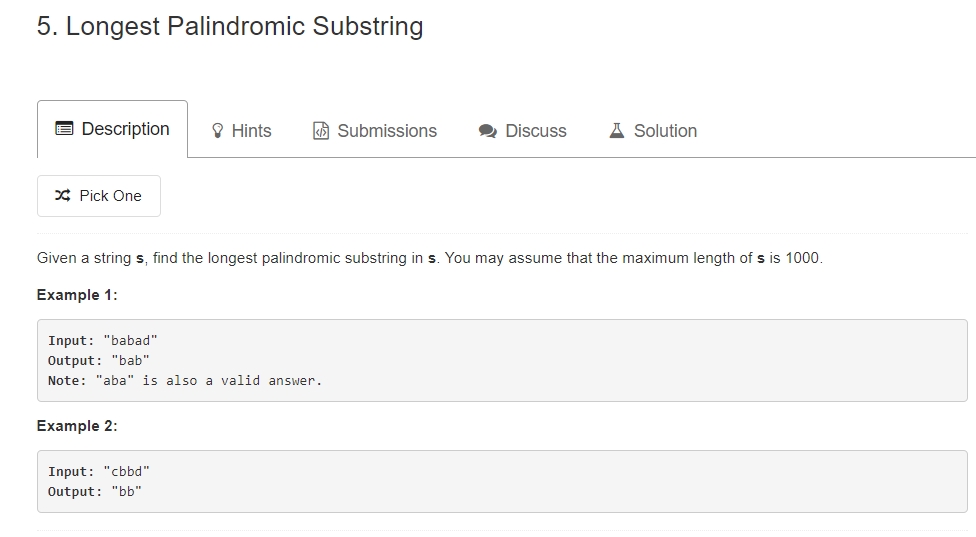 5. Longest Palindromic Substring
Description
Hints
Submissions
Discuss
Solution
Pick One
Given a string s, find the longest palindromic substring in s. You may assume that the maximum length of s is 1000.
Example 1:
Input: "babad"
Output: "bab"
Note: "aba" is also a valid answer.
Example 2:
Input: "cbbd"
Output: "bb"